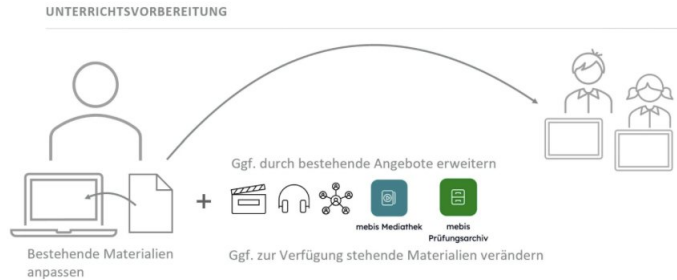 UNTERRICHTSVORBEREITUNG
Ggf. durch bestehende Angebote erweitern
mebis Mediathek
mebis
Prüfungsarchiv
Bestehende Materialien
anpassen
Ggf. zur Verfügung stehende Materialien verändern